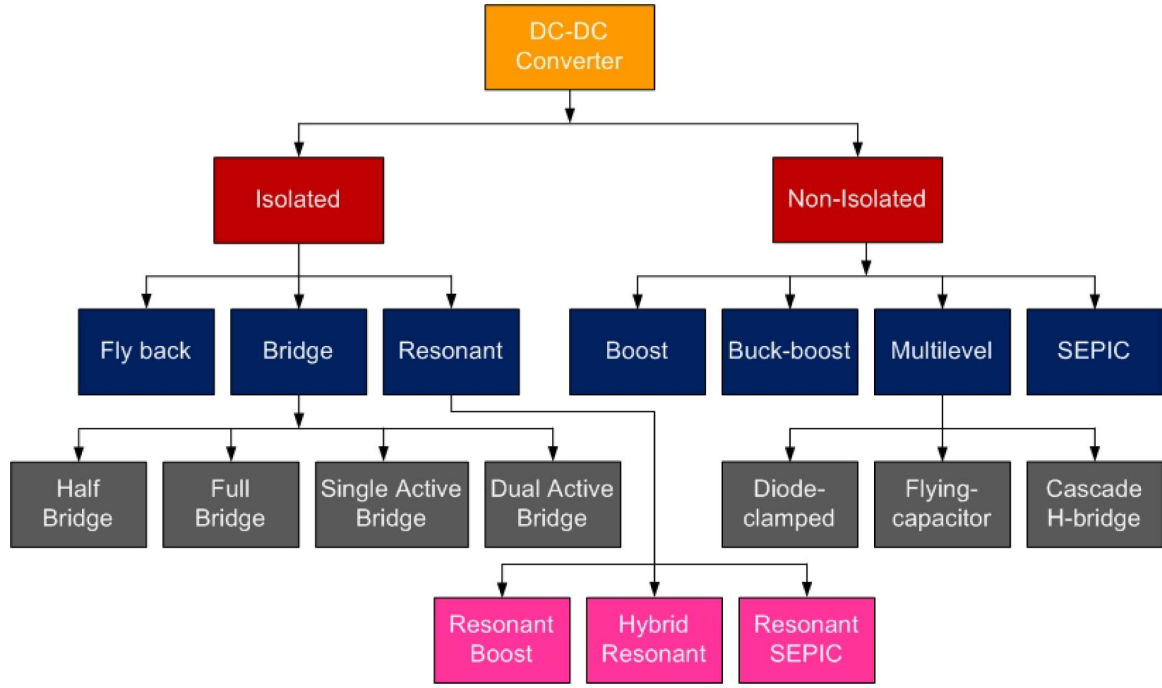 DC-DC
Converter
Isolated
Non-Isolated
Fly back
Bridge
Resonant
Boost
Buck-boost
Multilevel
SEPIC
Half
Bridge
Full
Bridge
Single Active
Bridge
Dual Active
Bridge
Diode-
clamped
Flying-
capacitor
Cascade
H-bridge
Resonant
Boost
Hybrid
Resonant
Resonant
SEPIC